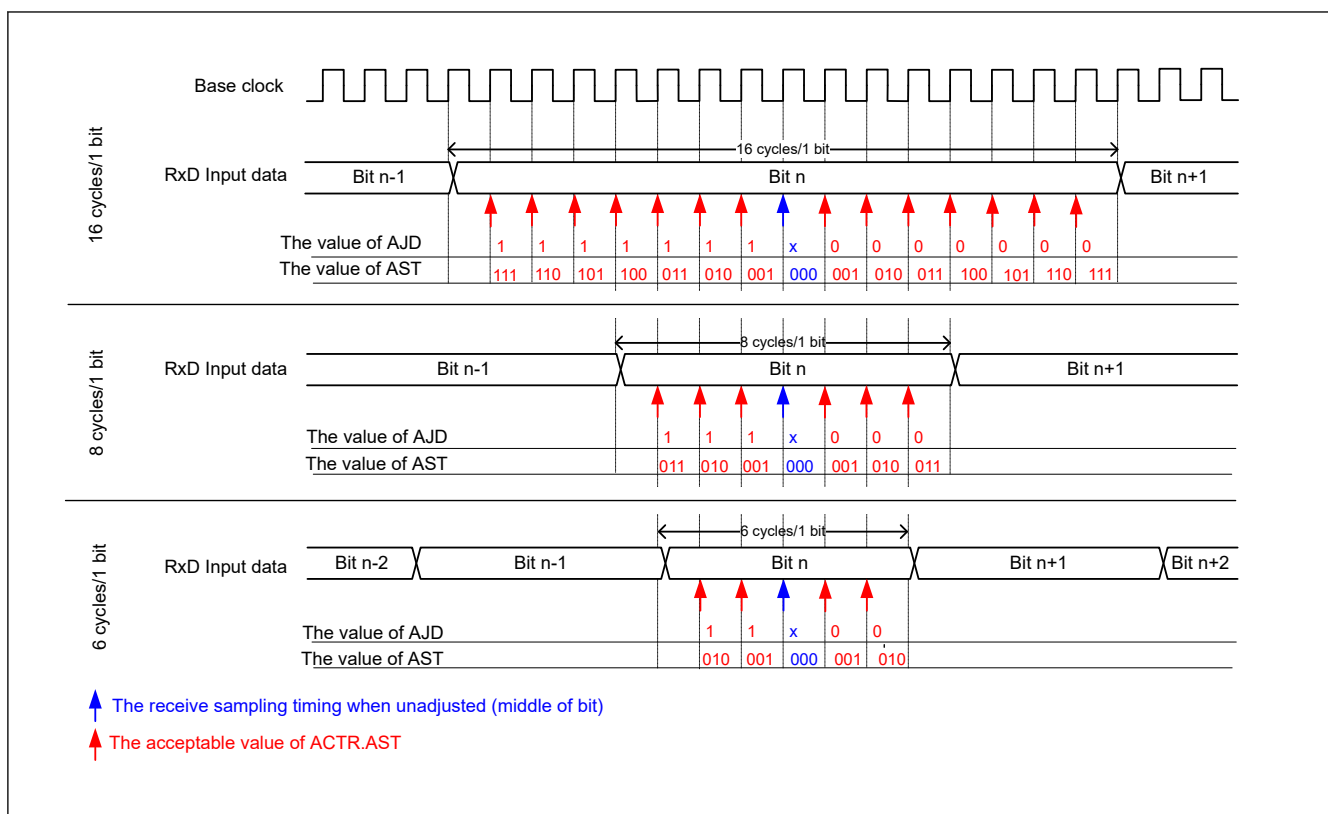 Base clock
16 cycles/1 bit
16 cycles/1 bit
RxD Input data
Bit n-1
Bit n
Bit n+1
The value of AJD
1 1 1 1 1 1 1 x 0 0 0 0 0 0 0
The value of AST
111 110 101 100 011 010 001 000 001 010 011 100 101 110 111
8 cycles/1 bit
8 cycles/1 bit
RxD Input data
Bit n-1
Bit n
Bit n+1
The value of AJD
1 1 1 x 0 0 0
The value of AST
011 010 001 000 001 010 011
6 cycles/1 bit
6 cycles/1 bit
RxD Input data
Bit n-2
Bit n-1
Bit n
Bit n+1
Bit n+2
The value of AJD
1 1 x 0 0
The value of AST
010 001 000 001 010
The receive sampling timing when unadjusted (middle of bit)
The acceptable value of ACTR.AST